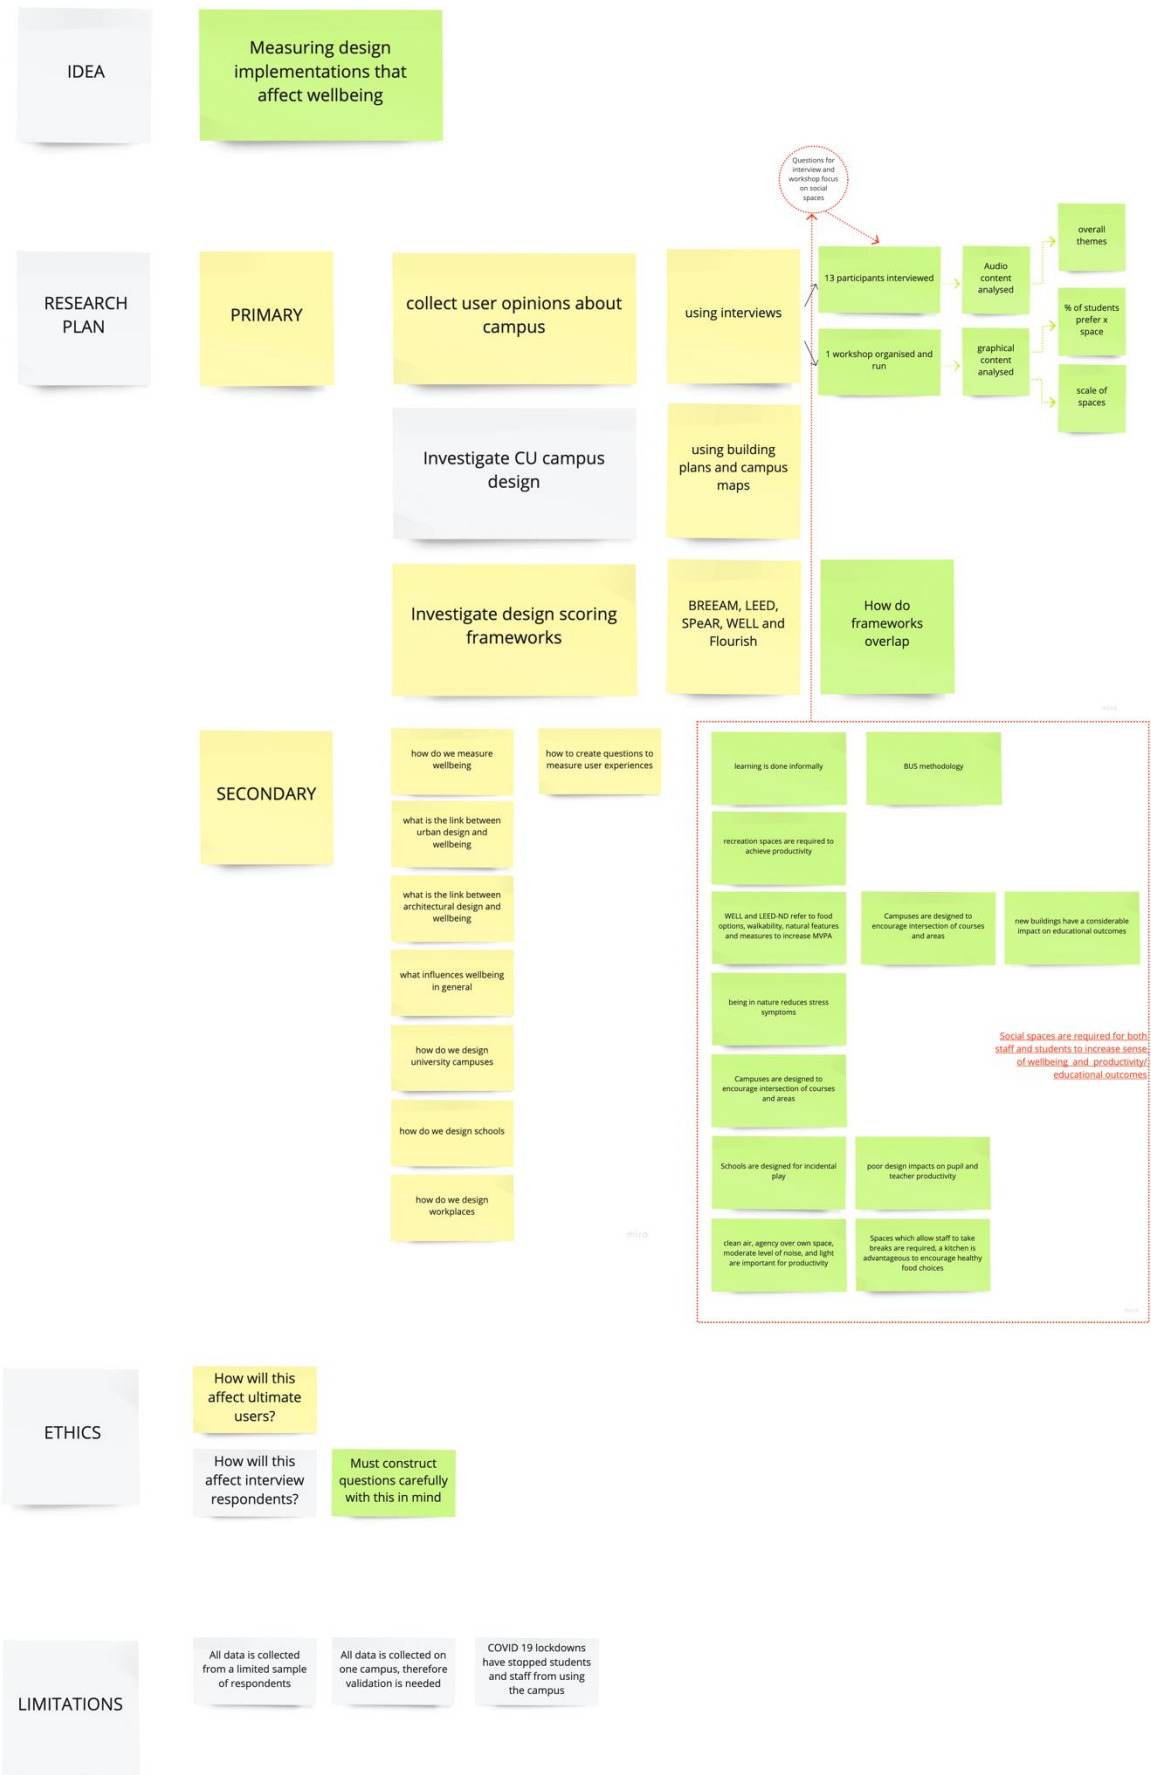 IDEA
Measuring design
implementations that
affect wellbeing
Questions for
interview and
workshop focus
on social
spaces
RESEARCH
PLAN
PRIMARY
collect user opinions about
campus
using interviews
13 participants interviewed
Audio
content
analysed
overall
themes
1 workshop organised and
run
graphical
content
analysed
% of students
prefer x
space
scale of
spaces
Investigate CU campus
design
using building
plans and campus
maps
Investigate design scoring
frameworks
BREEAM, LEED,
SPeAR, WELL and
Flourish
How do
frameworks
overlap
miro
SECONDARY
how do we measure
wellbeing
how to create questions to
measure user experiences
what is the link between
urban design and
wellbeing
what is the link between
architectural design and
wellbeing
what influences wellbeing
in general
how do we design
university campuses
how do we design schools
how do we design
workplaces
miro
learning is done informally
BUS methodology
recreation spaces are required to
achieve productivity
WELL and LEED-ND refer to food
options, walkability, natural features
and measures to increase MVPA
Campuses are designed to
encourage intersection of courses
and areas
new buildings have a considerable
impact on educational outcomes
being in nature reduces stress
symptoms
Social spaces are required for both
staff and students to increase sense
of wellbeing and productivity/
educational outcomes
Campuses are designed to
encourage intersection of courses
and areas
Schools are designed for incidental
play
poor design impacts on pupil and
teacher productivity
clean air, agency over own space,
moderate level of noise, and light
are important for productivity
Spaces which allow staff to take
breaks are required, a kitchen is
advantageous to encourage healthy
food choices
miro
ETHICS
How will this
affect ultimate
users?
How will this
affect interview
respondents?
Must construct
questions carefully
with this in mind
LIMITATIONS
All data is collected
from a limited sample
of respondents
All data is collected on
one campus, therefore
validation is needed
COVID 19 lockdowns
have stopped students
and staff from using
the campus